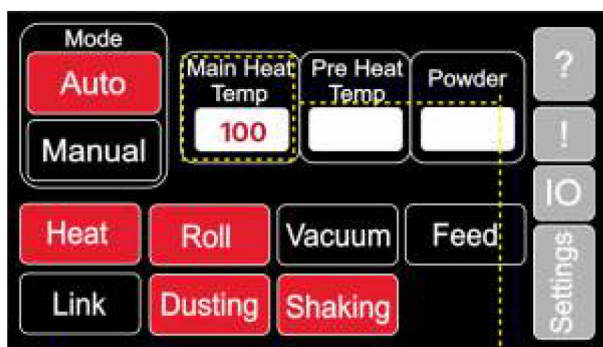 Mode
Auto
Manual
Main Heat
Temp
100
Pre Heat
Temp
Powder
?
!
IO
Settings
Heat
Roll
Vacuum
Feed
Link
Dusting
Shaking